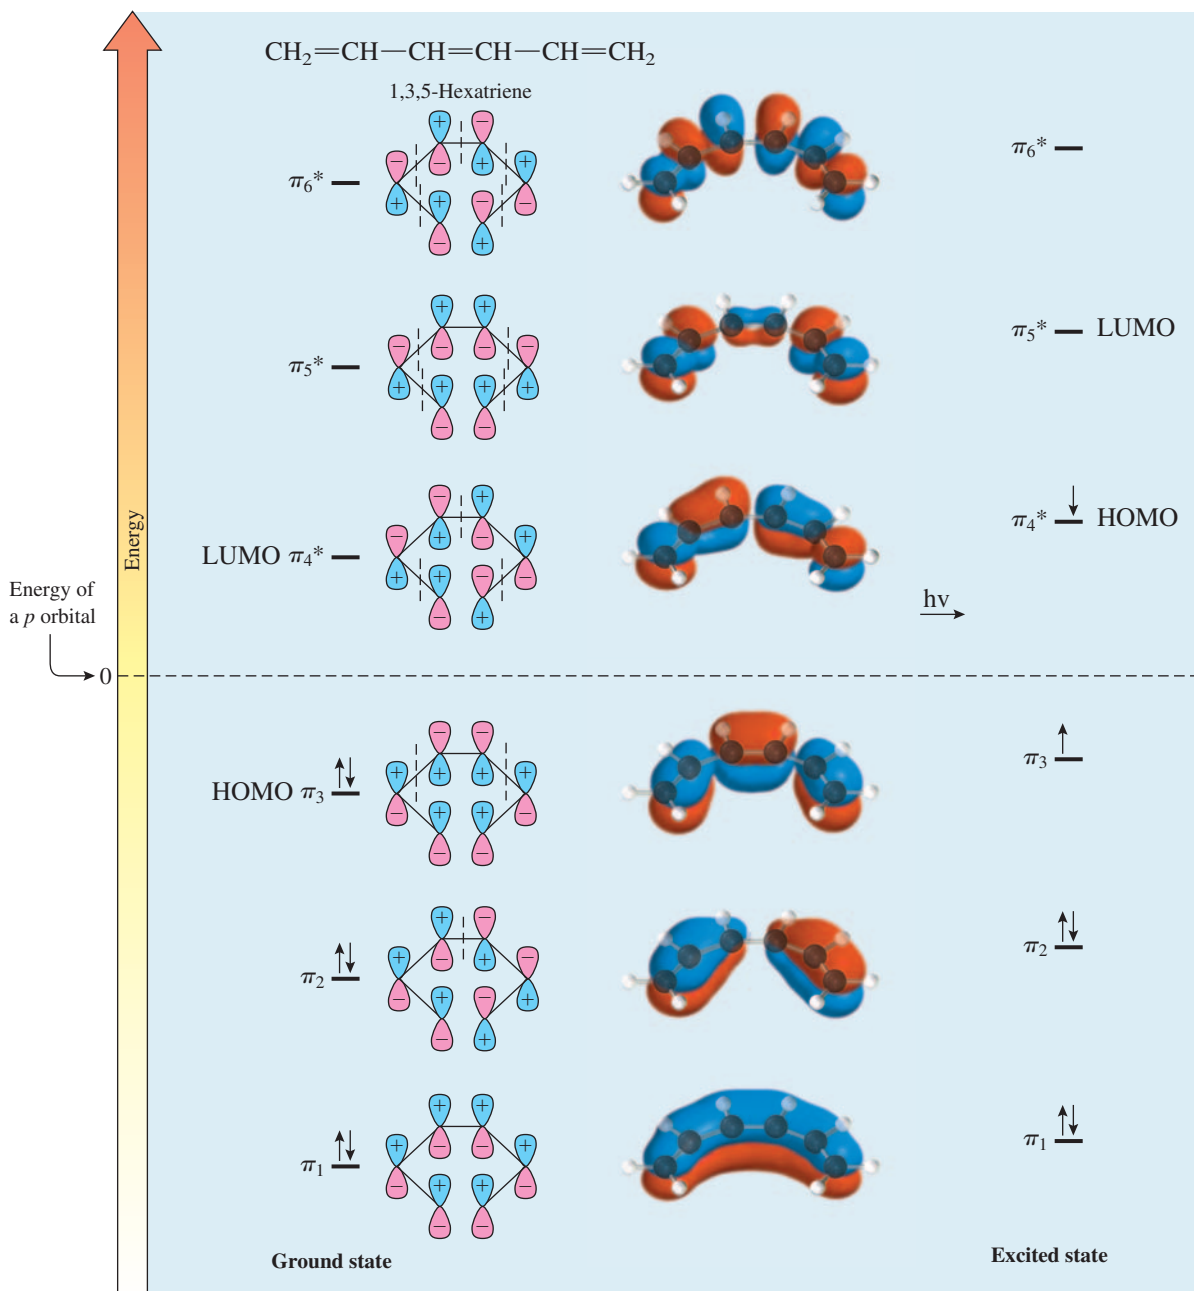 CH₂=CH—CH=CH—CH=CH₂
1,3,5-Hexatriene
+ −
− + − +
π₆* − + π₆*
+ + − −
− +
+ +
− − − −
π₅* π₅* LUMO
+ + + +
− −
− +
− + − +
LUMO π₄* π₄* HOMO
+ + − −
− +
Energy
Energy of
a p orbital
hν
0
− −
+ + + +
HOMO π₃ π₃
− + + −
− −
+ −
+ − + −
π₂ π₂
− + − +
− +
+ +
+ − − +
π₁ π₁
− + + −
− −
Ground state Excited state